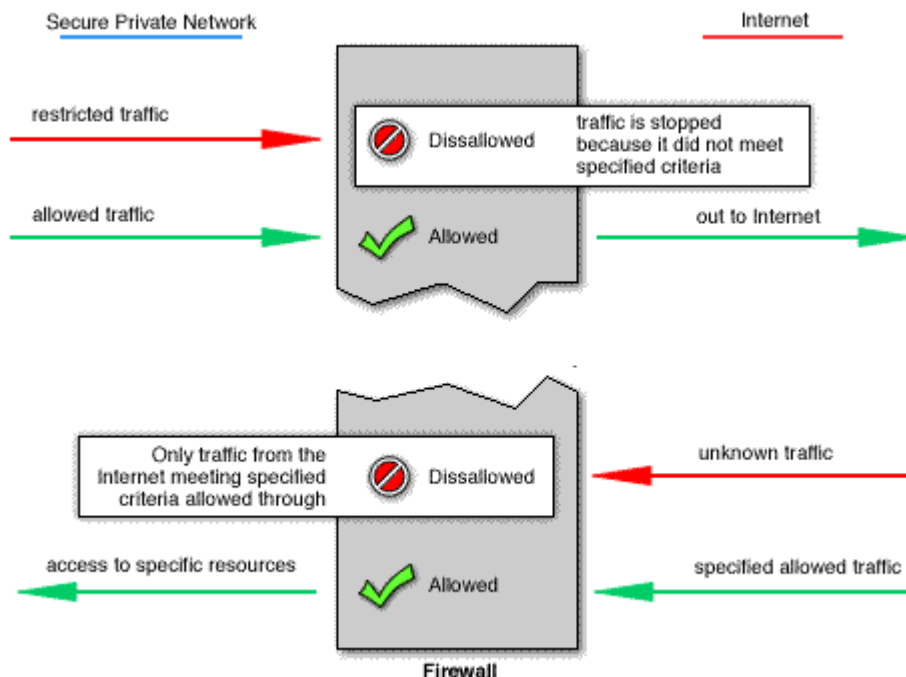 Secure Private Network
Internet
restricted traffic
Dissallowed
traffic is stopped
because it did not meet
specified criteria
allowed traffic
Allowed
out to Internet
Only traffic from the
Internet meeting specified
criteria allowed through
Dissallowed
unknown traffic
access to specific resources
Allowed
specified allowed traffic
Firewall